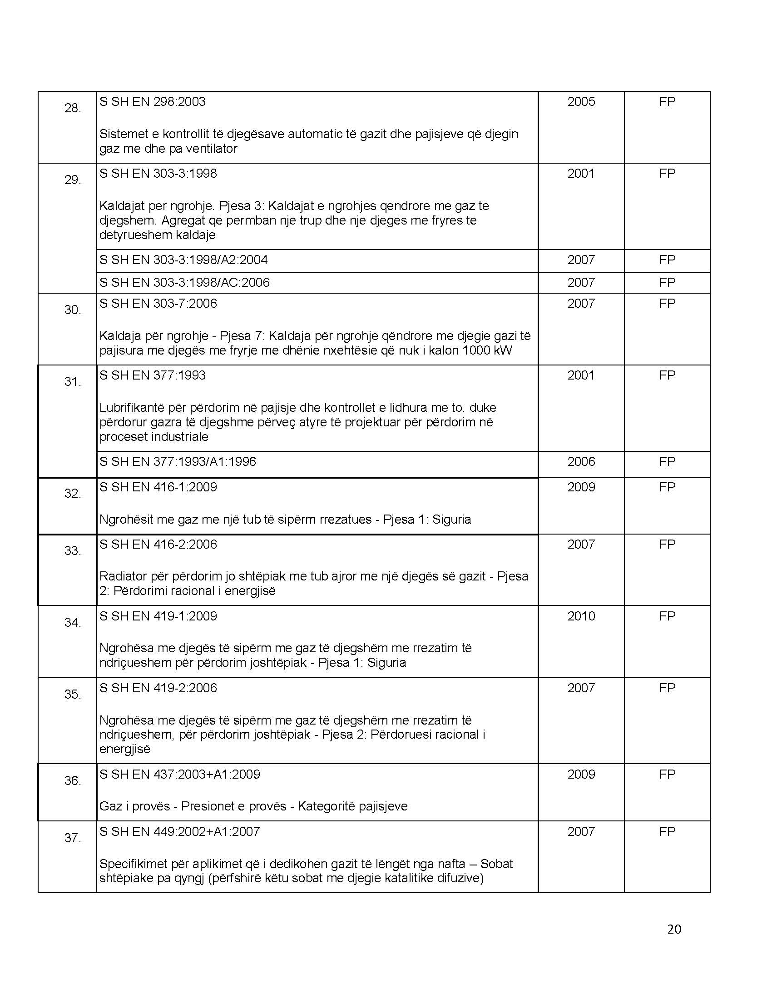 28. S SH EN 298:2003 2005 FP
Sistemet e kontrollit të djegësave automatic të gazit dhe pajisjeve që djegin
gaz me dhe pa ventilator
29. S SH EN 303-3:1998 2001 FP
Kaldajat per ngrohje. Pjesa 3: Kaldajat e ngrohjes qendrore me gaz te
djegshem. Agregat qe permban nje trup dhe nje djeges me fryres te
detyrueshem kaldaje
S SH EN 303-3:1998/A2:2004 2007 FP
S SH EN 303-3:1998/AC:2006 2007 FP
30. S SH EN 303-7:2006 2007 FP
Kaldaja për ngrohje - Pjesa 7: Kaldaja për ngrohje qëndrore me djegie gazi të
pajisura me djegës me fryrje me dhënie nxehtësie që nuk i kalon 1000 kW
31. S SH EN 377:1993 2001 FP
Lubrifikantë për përdorim në pajisje dhe kontrollet e lidhura me to. duke
përdorur gazra të djegshme përveç atyre të projektuar për përdorim në
proceset industriale
S SH EN 377:1993/A1:1996 2006 FP
32. S SH EN 416-1:2009 2009 FP
Ngrohësit me gaz me një tub të sipërm rrezatues - Pjesa 1: Siguria
33. S SH EN 416-2:2006 2007 FP
Radiator për përdorim jo shtëpiak me tub ajror me një djegës së gazit - Pjesa
2: Përdorimi racional i energjisë
34. S SH EN 419-1:2009 2010 FP
Ngrohësa me djegës të sipërm me gaz të djegshëm me rrezatim të
ndriçueshem për përdorim joshtëpiak - Pjesa 1: Siguria
35. S SH EN 419-2:2006 2007 FP
Ngrohësa me djegës të sipërm me gaz të djegshëm me rrezatim të
ndriçueshem, për përdorim joshtëpiak - Pjesa 2: Përdoruesi racional i
energjisë
36. S SH EN 437:2003+A1:2009 2009 FP
Gaz i provës - Presionet e provës - Kategoritë pajisjeve
37. S SH EN 449:2002+A1:2007 2007 FP
Specifikimet për aplikimet që i dedikohen gazit të lëngët nga nafta – Sobat
shtëpiake pa qyngj (përfshirë këtu sobat me djegie katalitike difuzive)
20